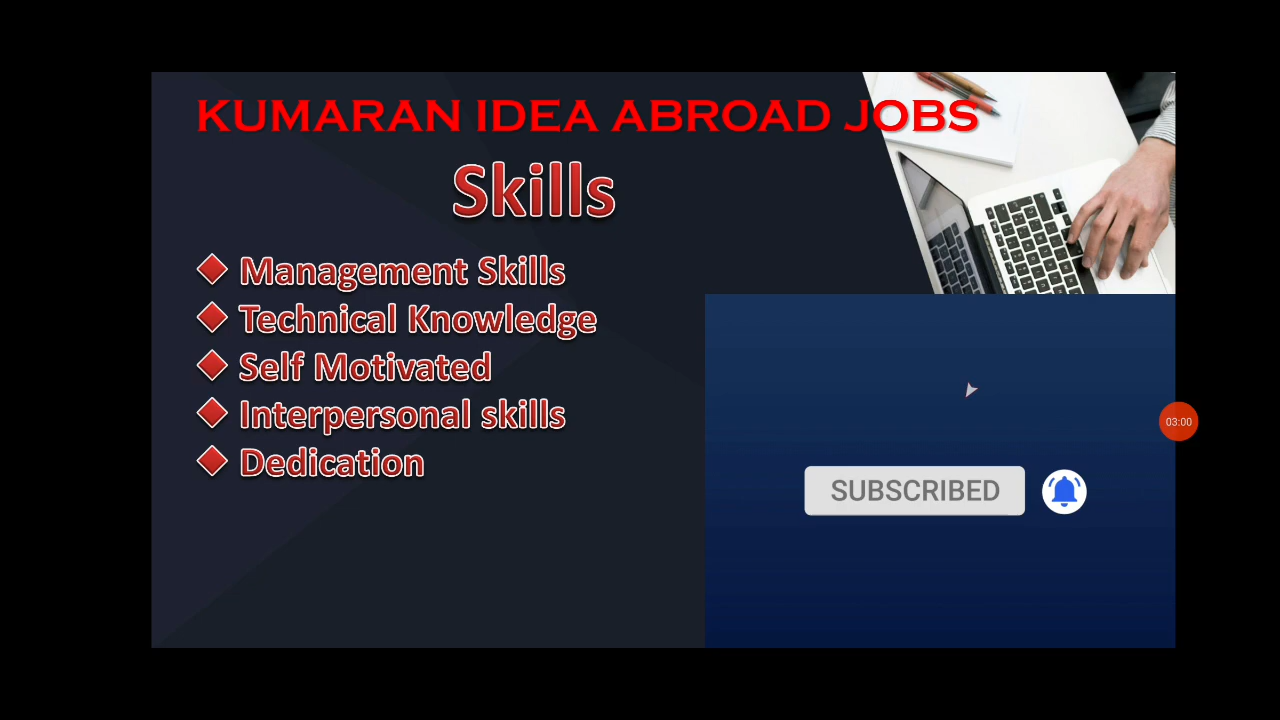 KUMARAN IDEA ABROAD JOBS
Skills
Management Skills
Technical Knowledge
Self Motivated
Interpersonal skills
Dedication
SUBSCRIBED
03:00